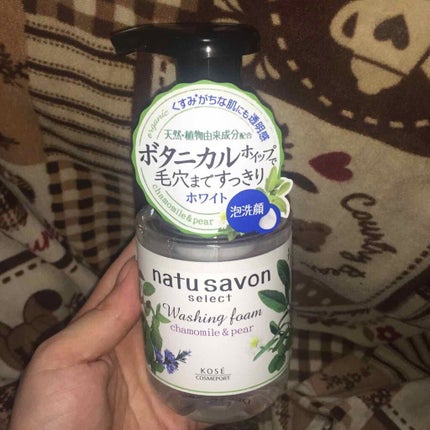 くすみ*がちな肌にも透明感
organic
天然・植物由来成分配合
ボタニカルホイップで
毛穴まですっきり
ホワイト
chamomile & pear
泡洗顔
natu savon
select
Washing foam
chamomile & pear
KOSÉ
COSMEPORT